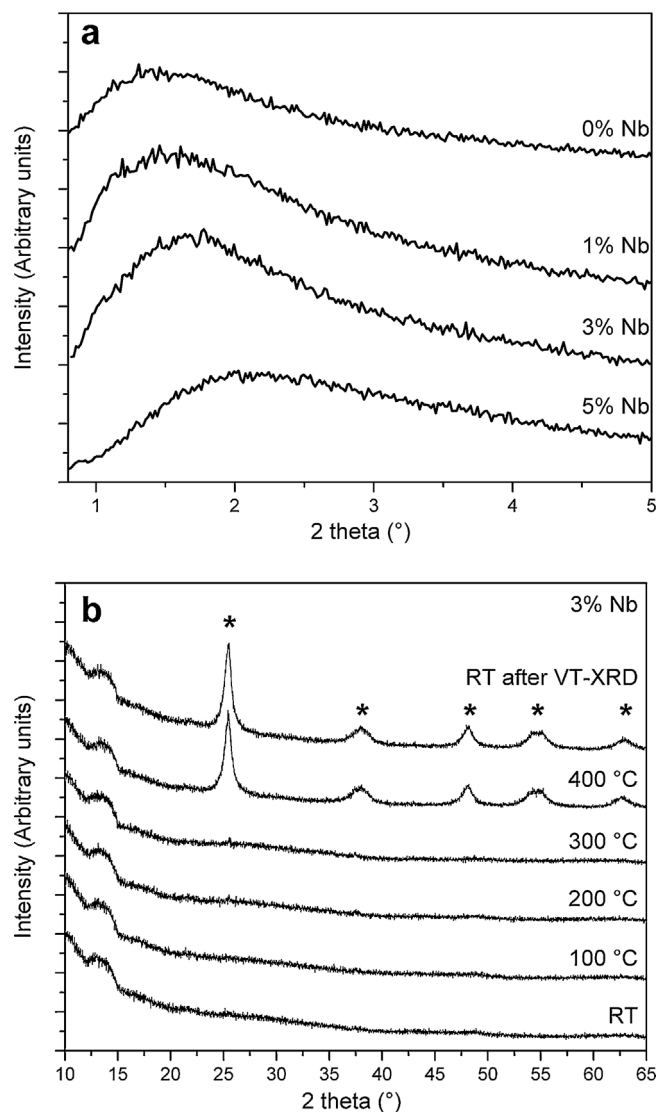 a
0% Nb
1% Nb
3% Nb
5% Nb
Intensity (Arbitrary units)
1 2 3 4 5
2 theta (°)
b
3% Nb
*
RT after VT-XRD
* * * *
400 °C
300 °C
200 °C
100 °C
RT
Intensity (Arbitrary units)
10 15 20 25 30 35 40 45 50 55 60 65
2 theta (°)